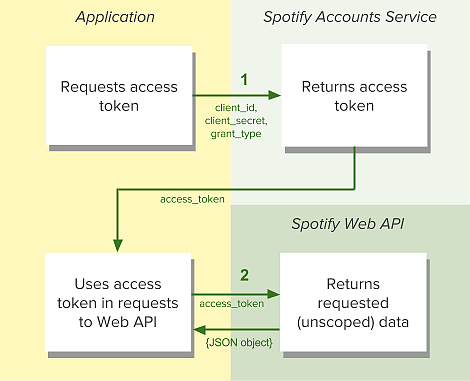 Application
Spotify Accounts Service
Requests access
token
1
client_id,
client_secret,
grant_type
Returns access
token
access_token
Spotify Web API
Uses access
token in requests
to Web API
2
access_token
{JSON object}
Returns
requested
(unscoped) data